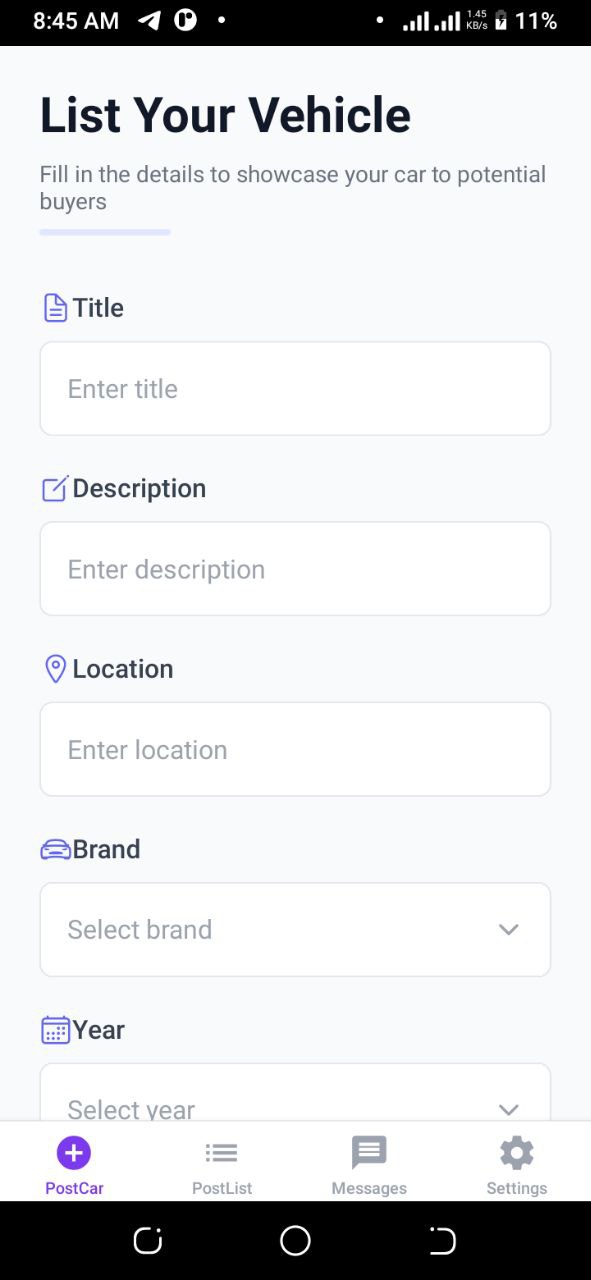 8:45 AM
1.45
KB/s
11%
List Your Vehicle
Fill in the details to showcase your car to potential
buyers
Title
Enter title
Description
Enter description
Location
Enter location
Brand
Select brand
Year
Select year
PostCar
PostList
Messages
Settings